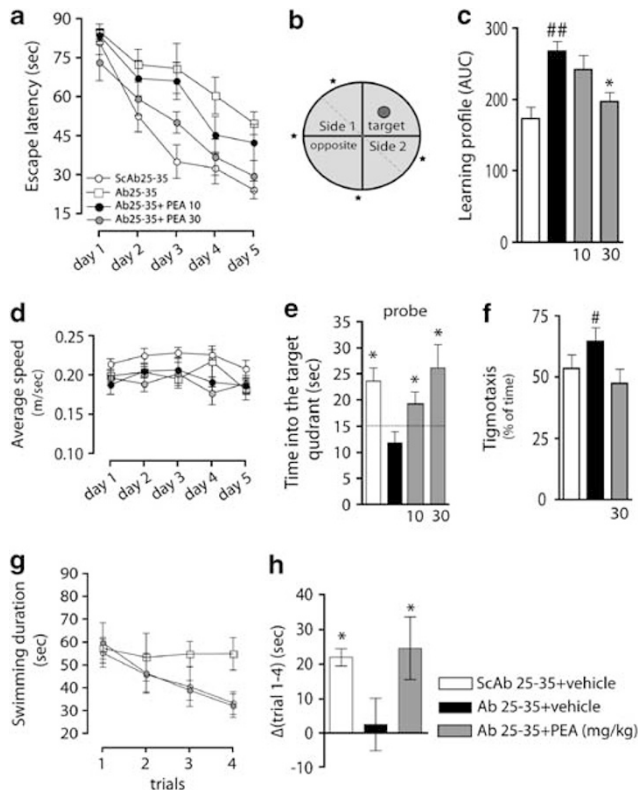 a
Escape latency (sec)
90
75
60
45
30
15
ScAb25-35
Ab25-35
Ab25-35+ PEA 10
Ab25-35+ PEA 30
day 1
day 2
day 3
day 4
day 5
b
Side 1
target
opposite
Side 2
c
Learning profile (AUC)
300
200
100
0
##
*
10
30
d
Average speed
(m/sec)
0.25
0.20
0.15
0.10
day 1
day 2
day 3
day 4
day 5
e
probe
Time into the target
qudrant (sec)
35
30
25
20
15
10
5
0
*
*
*
10
30
f
Tigmotaxis
(% of time)
75
50
25
0
#
30
g
Swimming duration
(sec)
90
80
70
60
50
40
30
20
1
2
3
4
trials
h
Δ(trial 1-4) (sec)
40
30
20
10
0
-10
*
*
ScAb 25-35+vehicle
Ab 25-35+vehicle
Ab 25-35+PEA (mg/kg)